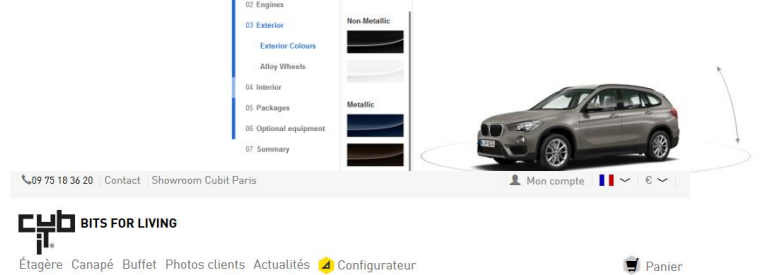 02 Engines
03 Exterior
Exterior Colours
Alloy Wheels
04 Interior
05 Packages
06 Optional equipment
07 Summary
Non-Metallic
Metallic
09 75 18 36 20 Contact Showroom Cubit Paris
Mon compte €
cubit® BITS FOR LIVING
Étagère Canapé Buffet Photos clients Actualités Configurateur
Panier